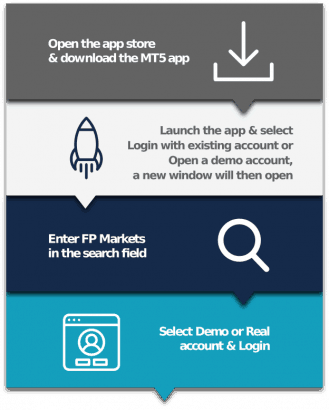 Open the app store
& download the MT5 app
Launch the app & select
Login with existing account or
Open a demo account,
a new window will then open
Enter FP Markets
in the search field
Select Demo or Real
account & Login